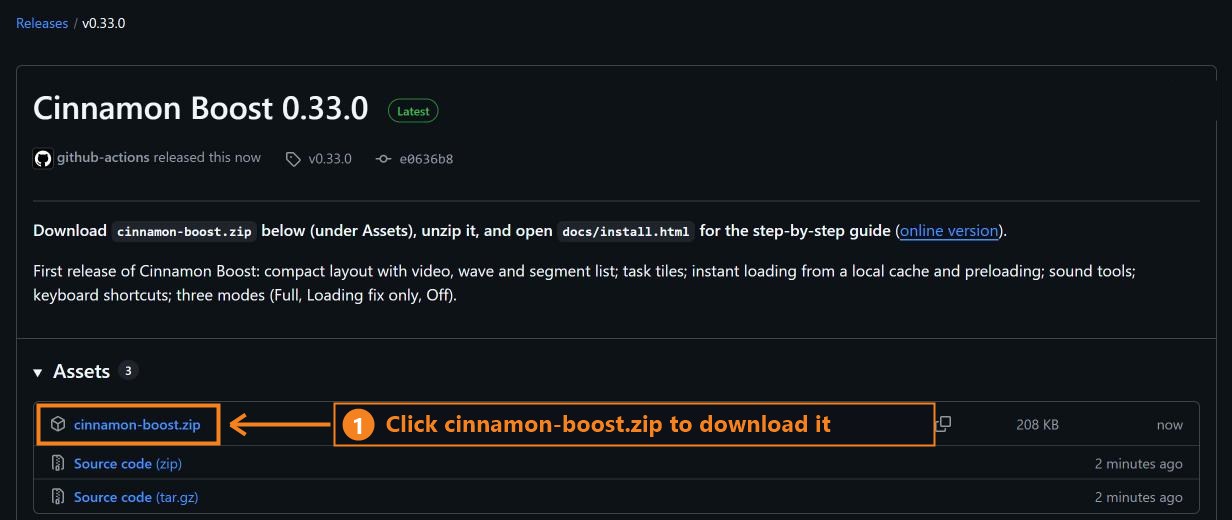 Releases / v0.33.0
Cinnamon Boost 0.33.0 Latest
github-actions released this now v0.33.0 e0636b8
Download cinnamon-boost.zip below (under Assets), unzip it, and open docs/install.html for the step-by-step guide (online version).
First release of Cinnamon Boost: compact layout with video, wave and segment list; task tiles; instant loading from a local cache and preloading; sound tools;
keyboard shortcuts; three modes (Full, Loading fix only, Off).
Assets 3
cinnamon-boost.zip 1 Click cinnamon-boost.zip to download it 208 KB now
Source code (zip) 2 minutes ago
Source code (tar.gz) 2 minutes ago